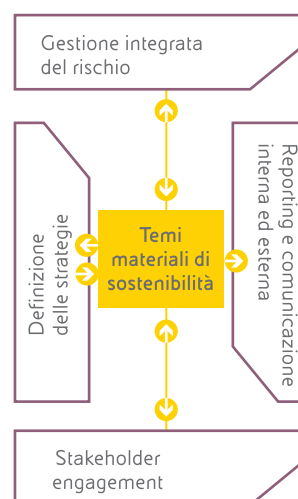 Gestione integrata
del rischio
Definizione
delle strategie
Temi
materiali di
sostenibilità
Reporting e comunicazione
interna ed esterna
Stakeholder
engagement